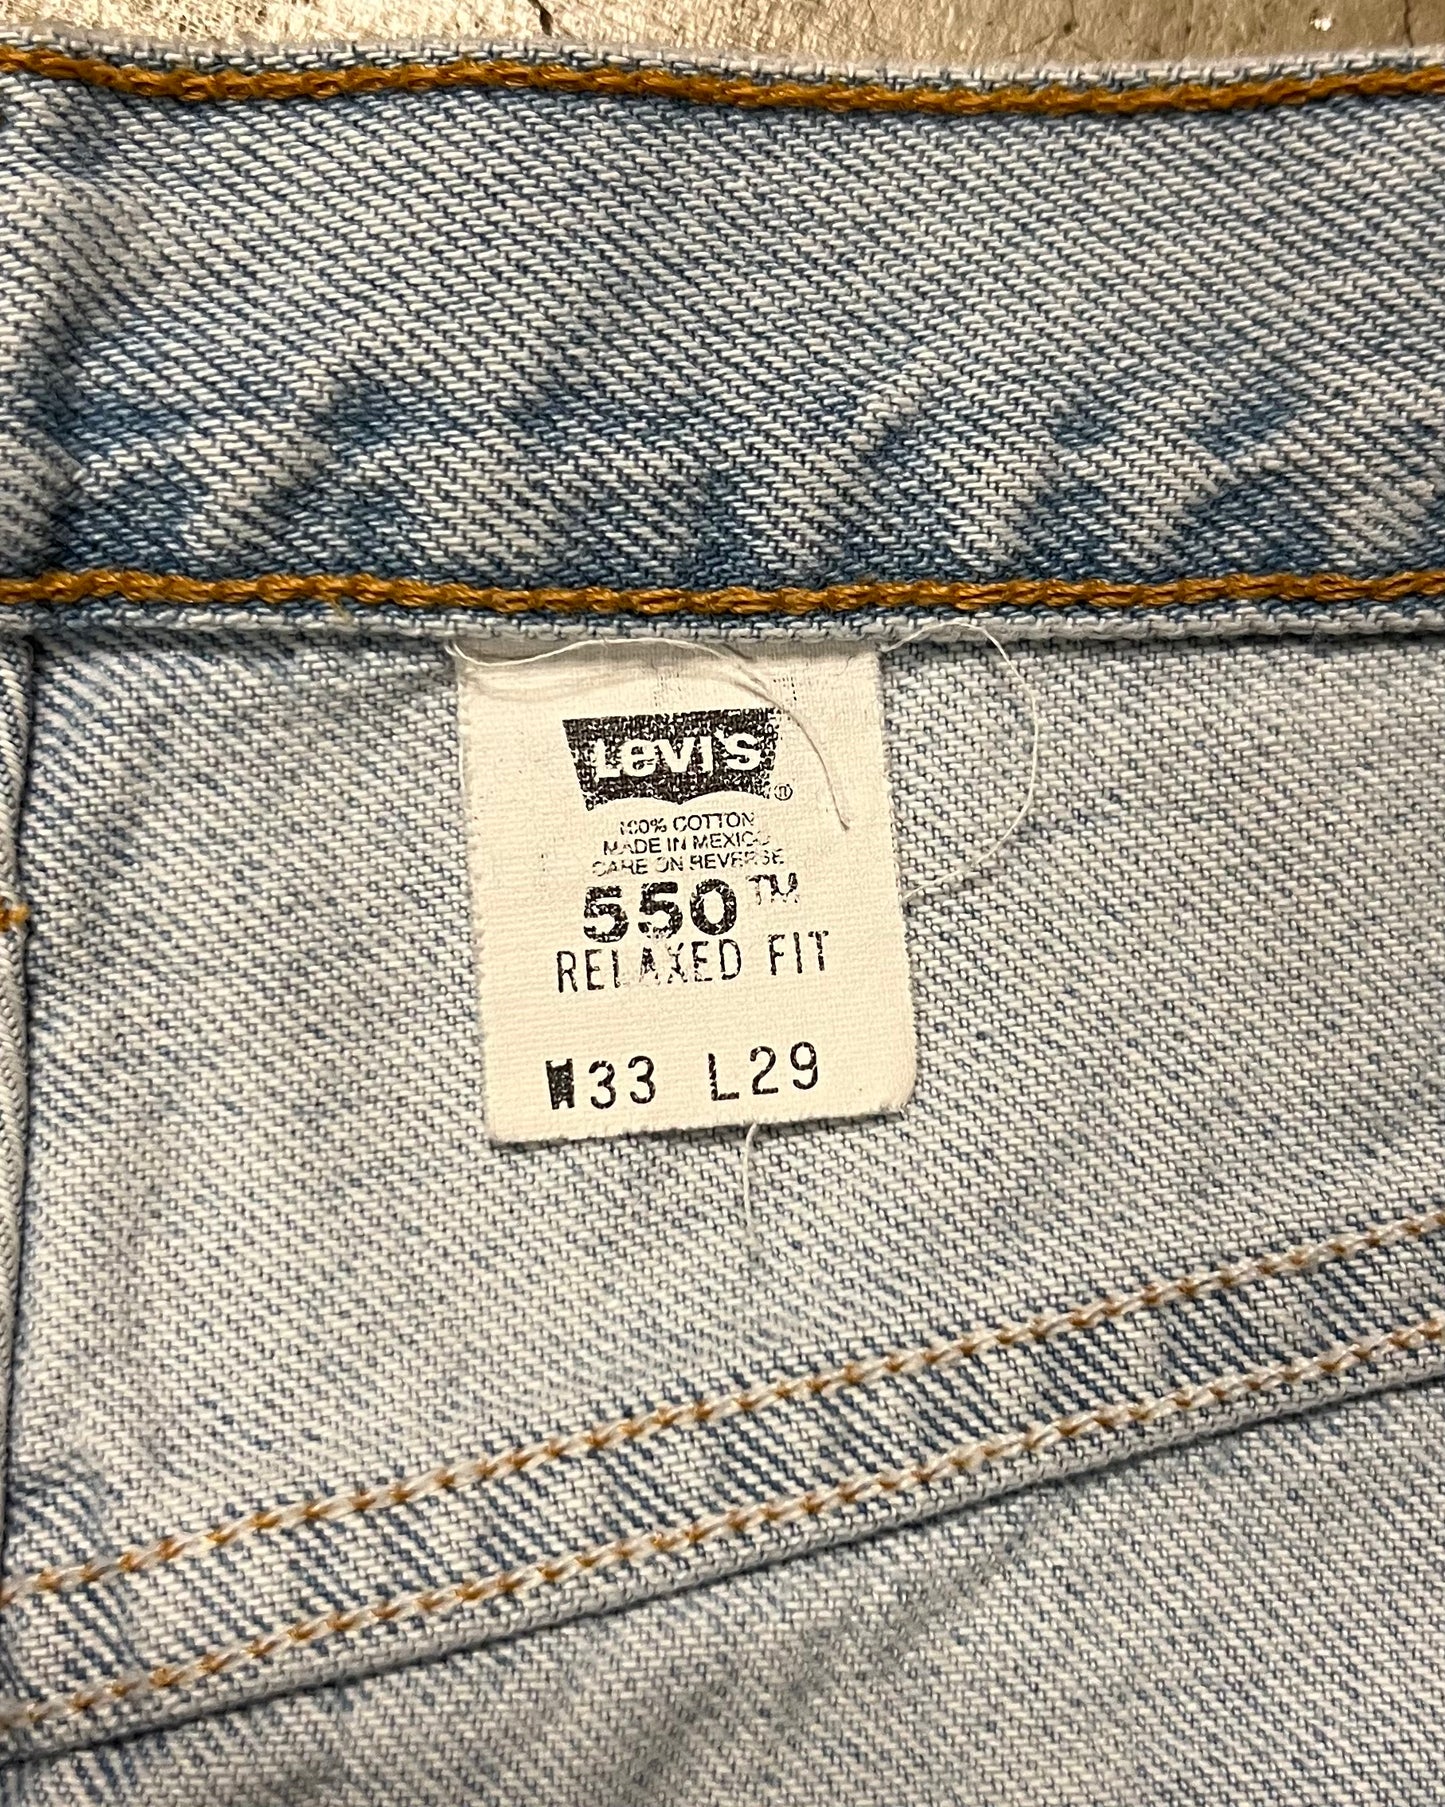 Levi's®
100% COTTON
MADE IN MEXICO
CARE ON REVERSE
550™
RELAXED FIT
W33 L29